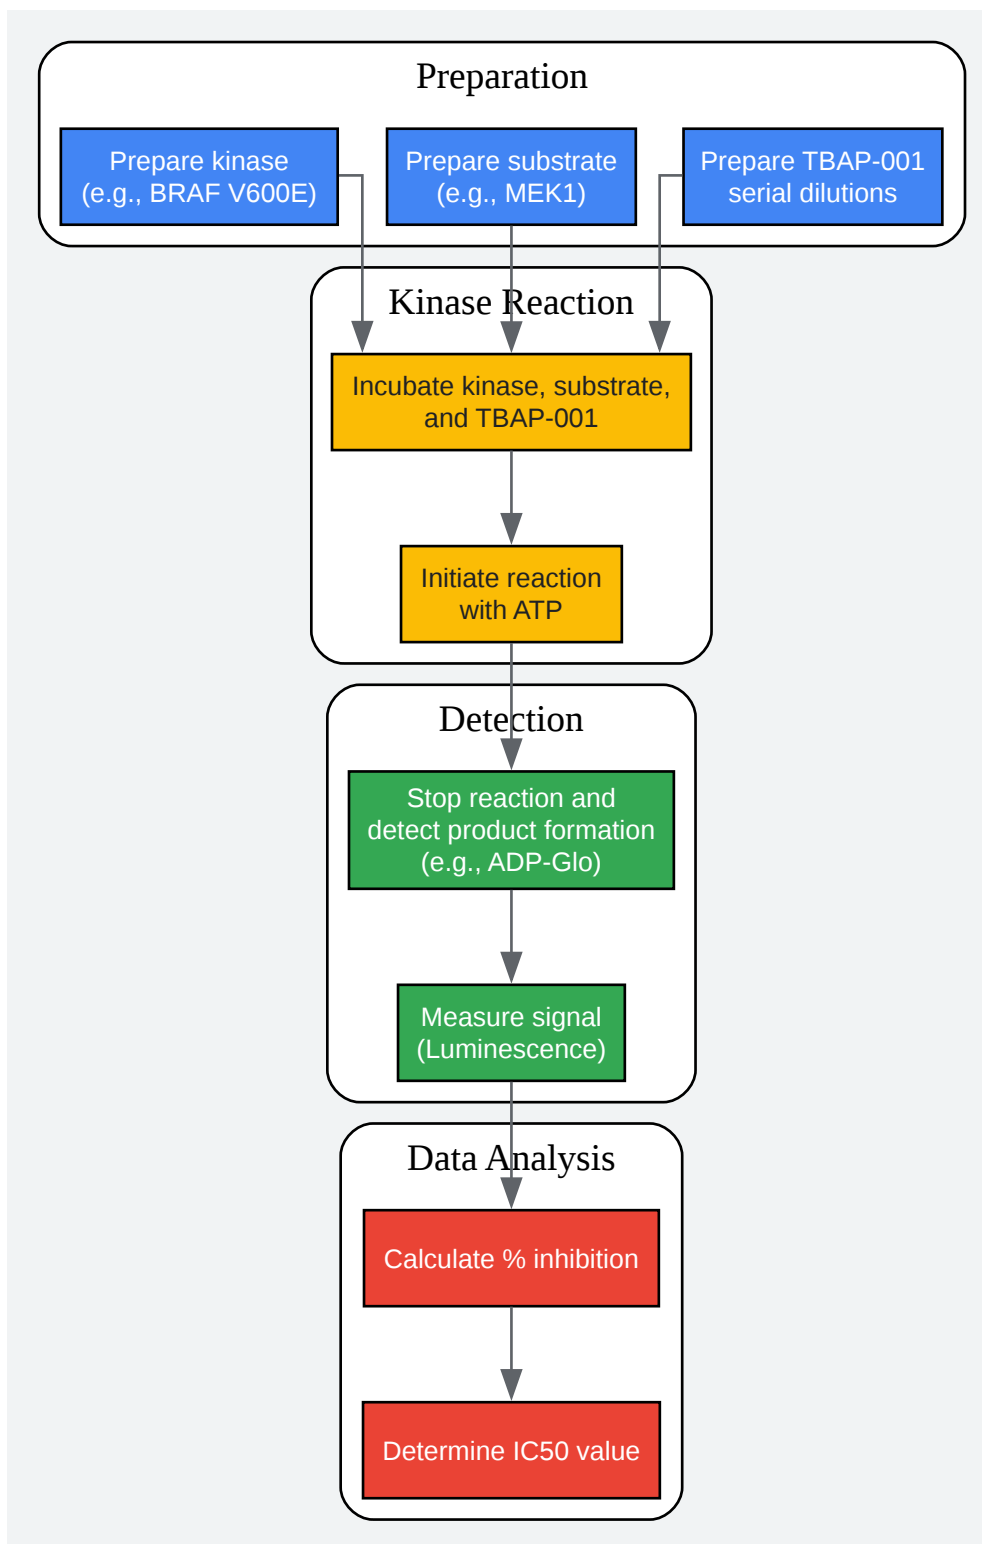 Preparation
Prepare kinase
(e.g., BRAF V600E)
Prepare substrate
(e.g., MEK1)
Prepare TBAP-001
serial dilutions
Kinase Reaction
Incubate kinase, substrate,
and TBAP-001
Initiate reaction
with ATP
Detection
Stop reaction and
detect product formation
(e.g., ADP-Glo)
Measure signal
(Luminescence)
Data Analysis
Calculate % inhibition
Determine IC50 value